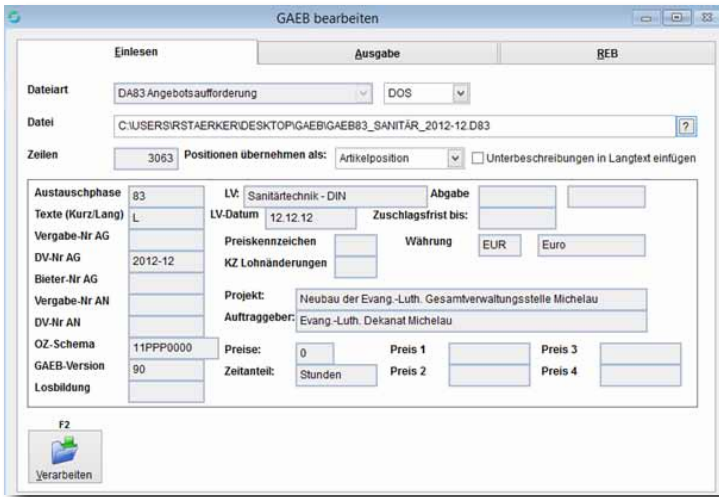 GAEB bearbeiten
Einlesen Ausgabe REB
Dateiart DA83 Angebotsaufforderung DOS
Datei C:\USERS\RSTAERKER\DESKTOP\GAEB\GAEB83_SANITÄR_2012-12.D83 ?
Zeilen 3063 Positionen übernehmen als: Artikelposition Unterbeschreibungen in Langtext einfügen
Austauschphase 83 LV: Sanitärtechnik - DIN Abgabe
Texte (Kurz/Lang) L LV-Datum 12.12.12 Zuschlagsfrist bis:
Vergabe-Nr AG Preiskennzeichen Währung EUR Euro
DV-Nr AG 2012-12 KZ Lohnänderungen
Bieter-Nr AG
Vergabe-Nr AN Projekt: Neubau der Evang.-Luth. Gesamtverwaltungsstelle Michelau
DV-Nr AN Auftraggeber: Evang.-Luth. Dekanat Michelau
OZ-Schema 11PPP0000 Preise: 0 Preis 1 Preis 3
GAEB-Version 90 Zeitanteil: Stunden Preis 2 Preis 4
Losbildung
F2
Verarbeiten